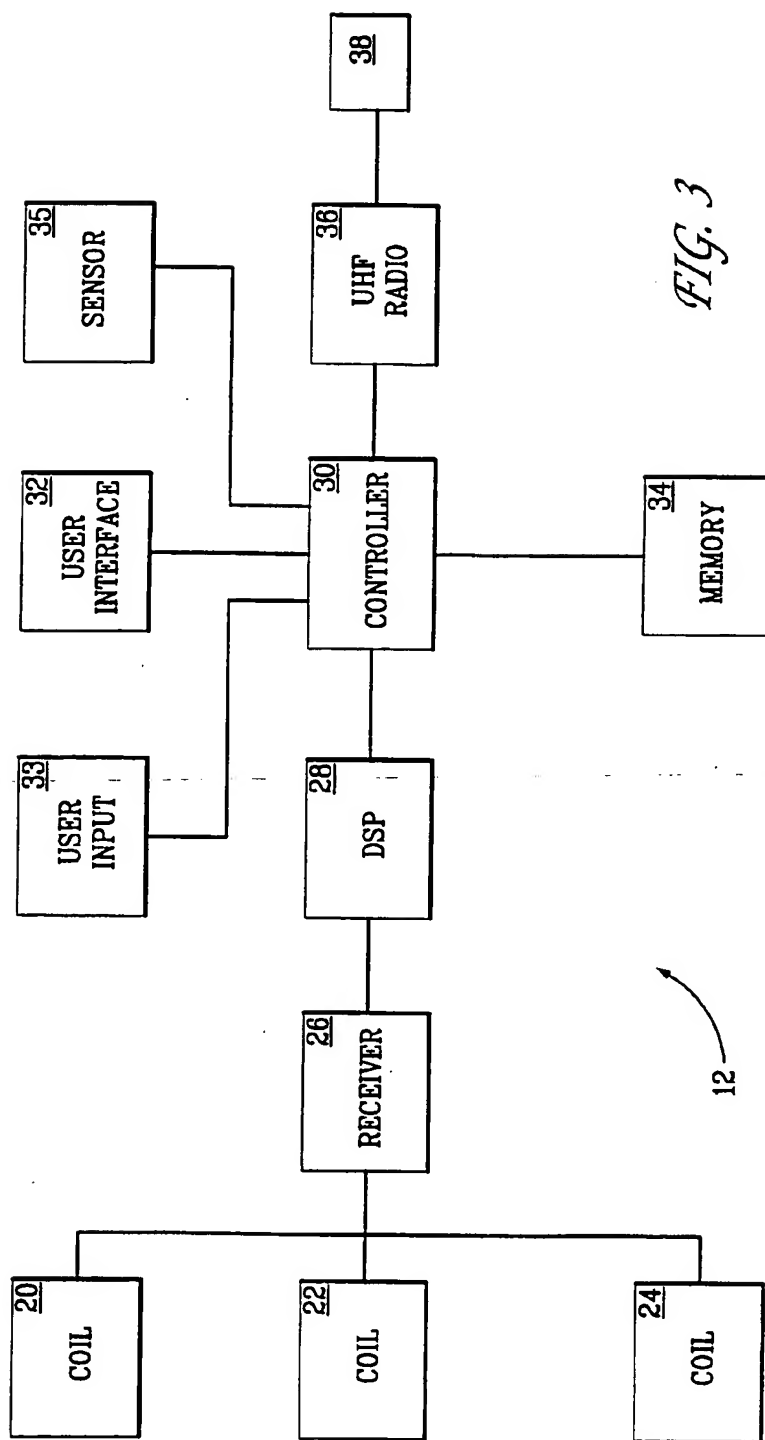 20
COIL
22
COIL
24
COIL
26
RECEIVER
28
DSP
33
USER
INPUT
32
USER
INTERFACE
35
SENSOR
30
CONTROLLER
34
MEMORY
36
UHF
RADIO
38
12
FIG. 3